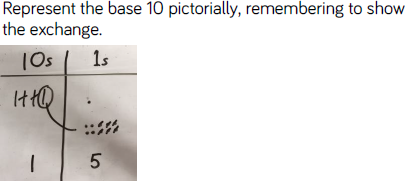 Represent the base 10 pictorially, remembering to show
the exchange.
10s 1s
1 5